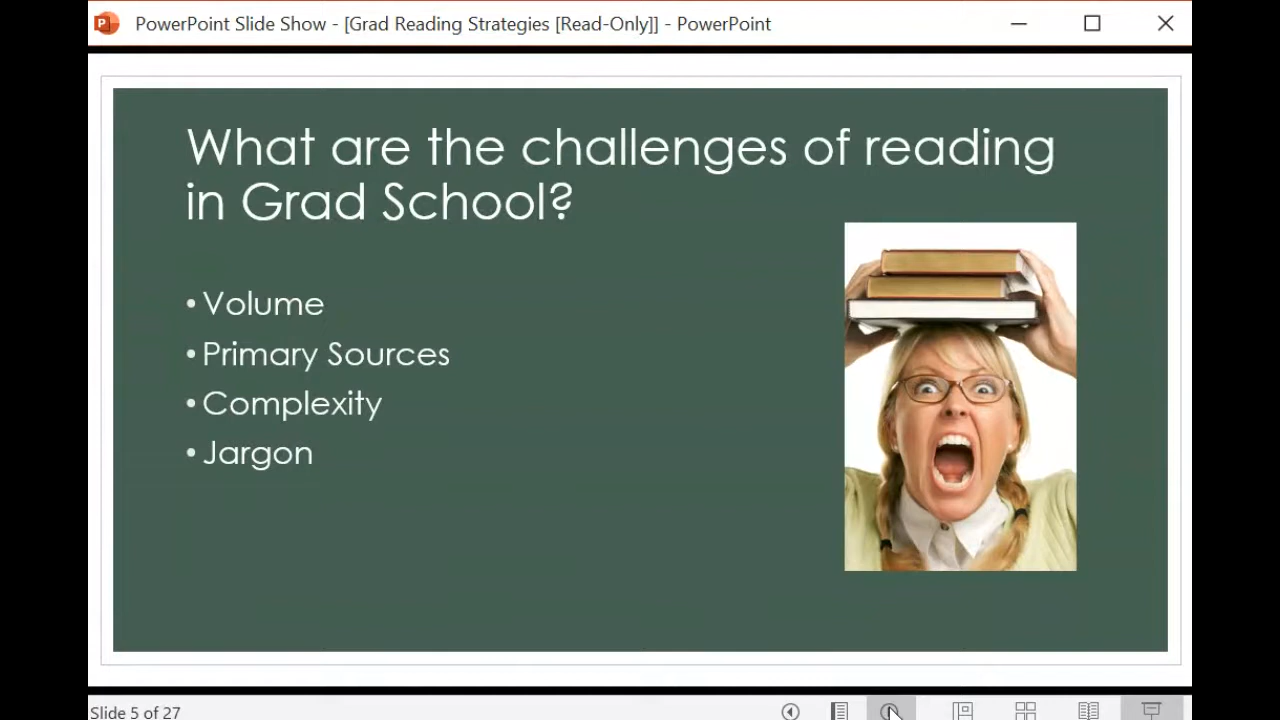 PowerPoint Slide Show - [Grad Reading Strategies [Read-Only]] - PowerPoint
What are the challenges of reading
in Grad School?
• Volume
• Primary Sources
• Complexity
• Jargon
Slide 5 of 27